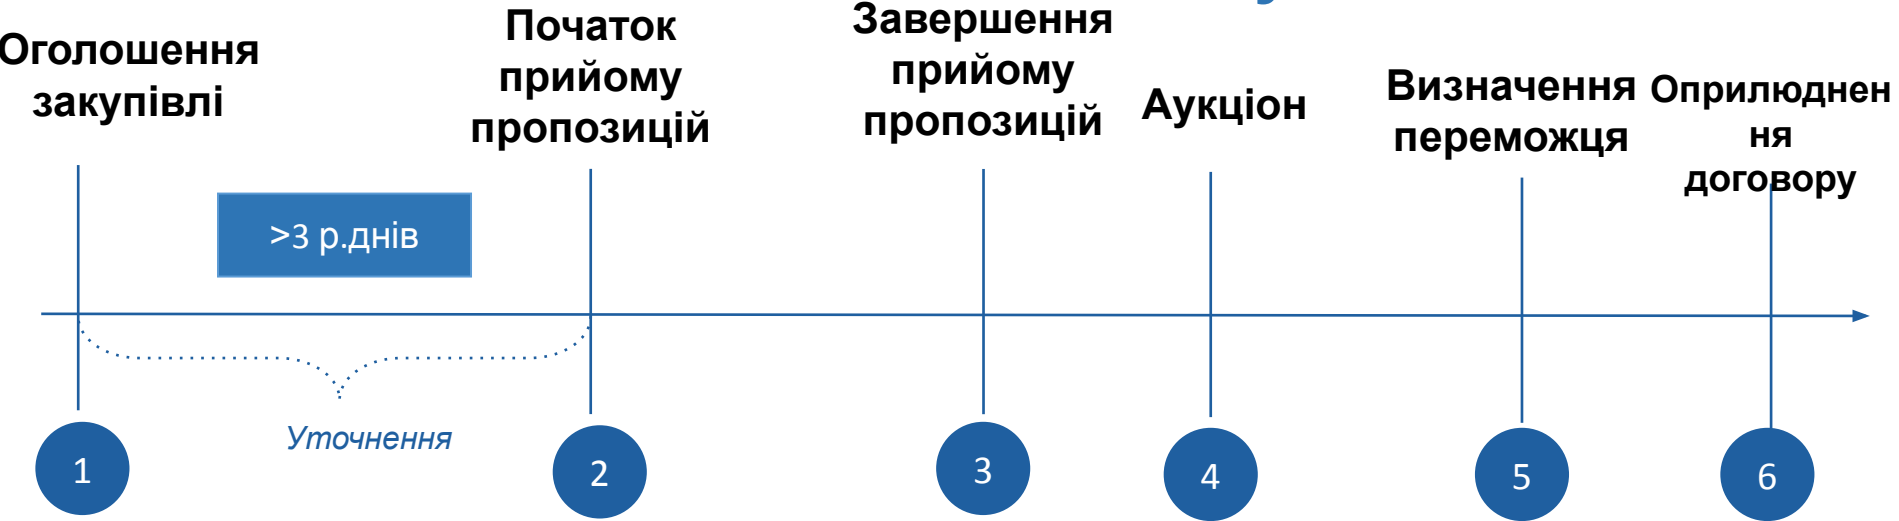 Оголошення
закупівлі
Початок
прийому
пропозицій
Завершення
прийому
пропозицій
Аукціон
Визначення
переможця
Оприлюднен
ня
договору
>3 р.днів
Уточнення
1
2
3
4
5
6